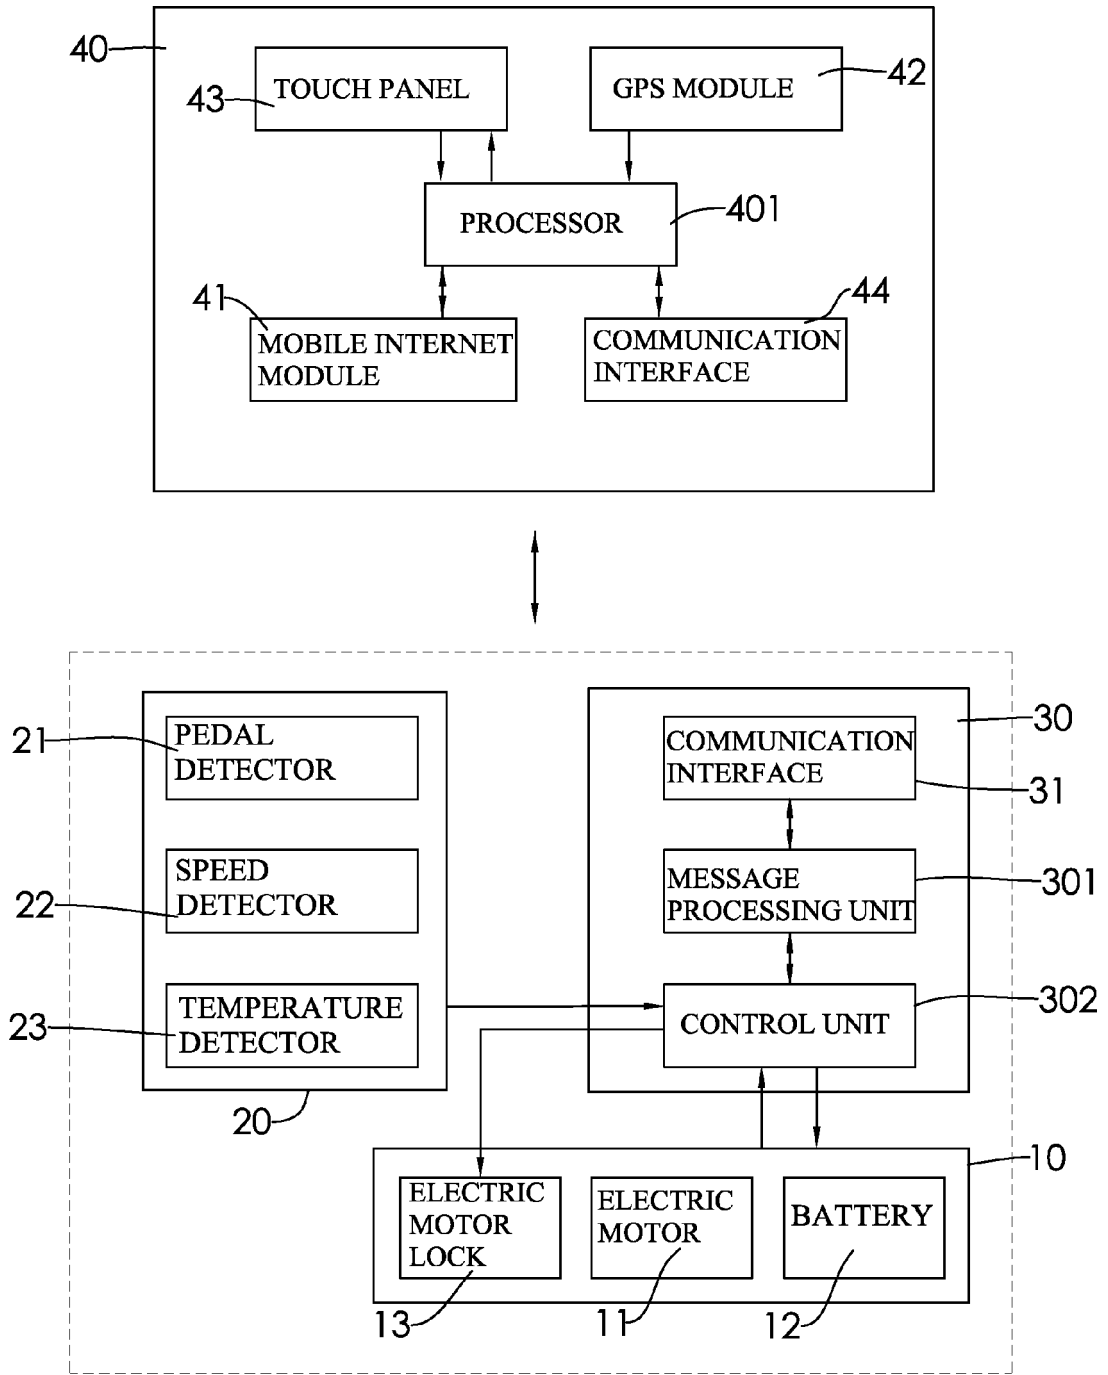 40
43
TOUCH PANEL
GPS MODULE
42
PROCESSOR
401
41
MOBILE INTERNET
MODULE
44
COMMUNICATION
INTERFACE
21
PEDAL
DETECTOR
22
SPEED
DETECTOR
23
TEMPERATURE
DETECTOR
20
30
COMMUNICATION
INTERFACE
31
MESSAGE
PROCESSING UNIT
301
CONTROL UNIT
302
10
ELECTRIC
MOTOR
LOCK
13
ELECTRIC
MOTOR
11
BATTERY
12